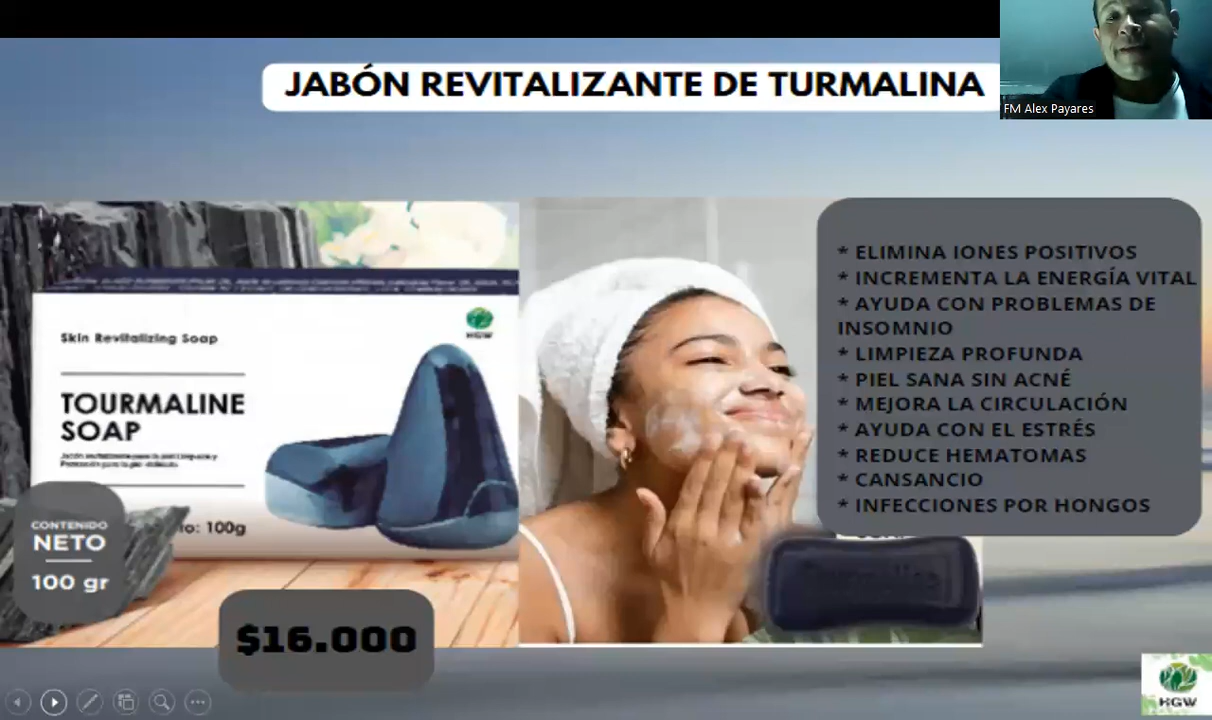 JABÓN REVITALIZANTE DE TURMALINA
FM Alex Payares
Skin Revitalizing Soap
HGW
TOURMALINE
SOAP
to: 100g
CONTENIDO
NETO
100 gr
$16.000
* ELIMINA IONES POSITIVOS
* INCREMENTA LA ENERGÍA VITAL
* AYUDA CON PROBLEMAS DE
INSOMNIO
* LIMPIEZA PROFUNDA
* PIEL SANA SIN ACNÉ
* MEJORA LA CIRCULACIÓN
* AYUDA CON EL ESTRÉS
* REDUCE HEMATOMAS
* CANSANCIO
* INFECCIONES POR HONGOS
HGW